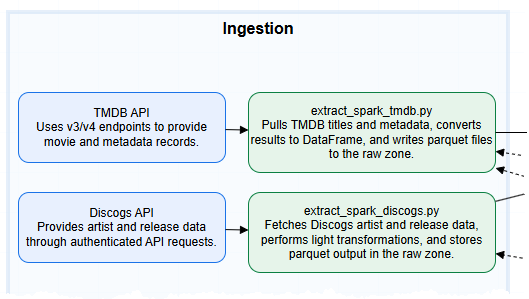 Ingestion
TMDB API
Uses v3/v4 endpoints to provide
movie and metadata records.
extract_spark_tmdb.py
Pulls TMDB titles and metadata, converts
results to DataFrame, and writes parquet files
to the raw zone.
Discogs API
Provides artist and release data
through authenticated API requests.
extract_spark_discogs.py
Fetches Discogs artist and release data,
performs light transformations, and stores
parquet output in the raw zone.